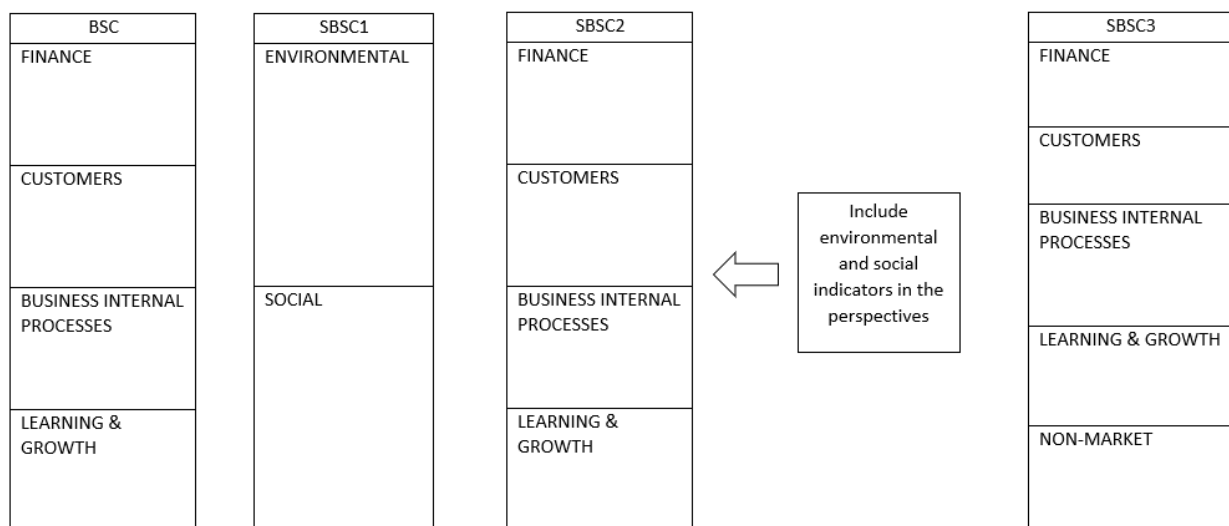 BSC
FINANCE
CUSTOMERS
BUSINESS INTERNAL
PROCESSES
LEARNING &
GROWTH
SBSC1
ENVIRONMENTAL
SOCIAL
SBSC2
FINANCE
CUSTOMERS
BUSINESS INTERNAL
PROCESSES
LEARNING &
GROWTH
Include
environmental
and social
indicators in the
perspectives
SBSC3
FINANCE
CUSTOMERS
BUSINESS INTERNAL
PROCESSES
LEARNING & GROWTH
NON-MARKET